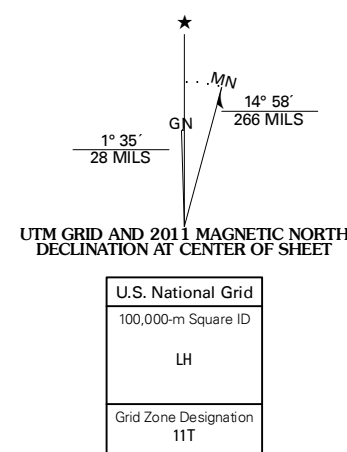 MN
GN
14° 58´
266 MILS
1° 35´
28 MILS
UTM GRID AND 2011 MAGNETIC NORTH
DECLINATION AT CENTER OF SHEET
U.S. National Grid
100,000-m Square ID
LH
Grid Zone Designation
11T